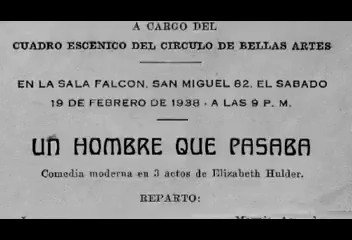 A CARGO DEL
CUADRO ESCENICO DEL CIRCULO DE BELLAS ARTES
EN LA SALA FALCON, SAN MIGUEL 82, EL SABADO
19 DE FEBRERO DE 1938 - A LAS 9 P. M.
UN HOMBRE QUE PASABA
Comedia moderna en 3 actos de Elizabeth Hulder.
REPARTO: